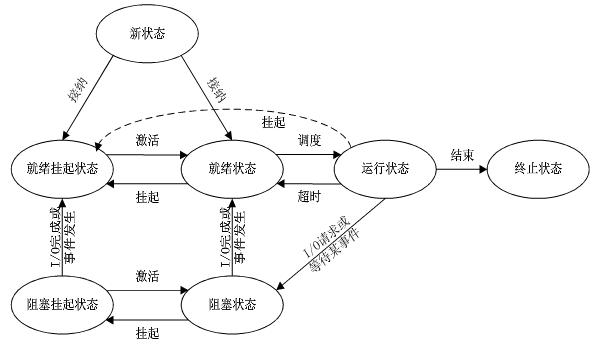 新状态
接纳
接纳
挂起
激活
调度
结束
就绪挂起状态
就绪状态
运行状态
终止状态
挂起
超时
I/O完成或
事件发生
I/O完成或
事件发生
I/O请求或
等待某事件
激活
阻塞挂起状态
阻塞状态
挂起